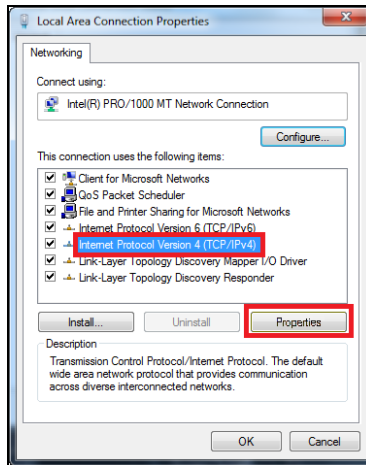 Local Area Connection Properties
Networking
Connect using:
Intel(R) PRO/1000 MT Network Connection
Configure...
This connection uses the following items:
Client for Microsoft Networks
QoS Packet Scheduler
File and Printer Sharing for Microsoft Networks
Internet Protocol Version 6 (TCP/IPv6)
Internet Protocol Version 4 (TCP/IPv4)
Link-Layer Topology Discovery Mapper I/O Driver
Link-Layer Topology Discovery Responder
Install... Uninstall Properties
Description
Transmission Control Protocol/Internet Protocol. The default
wide area network protocol that provides communication
across diverse interconnected networks.
OK Cancel